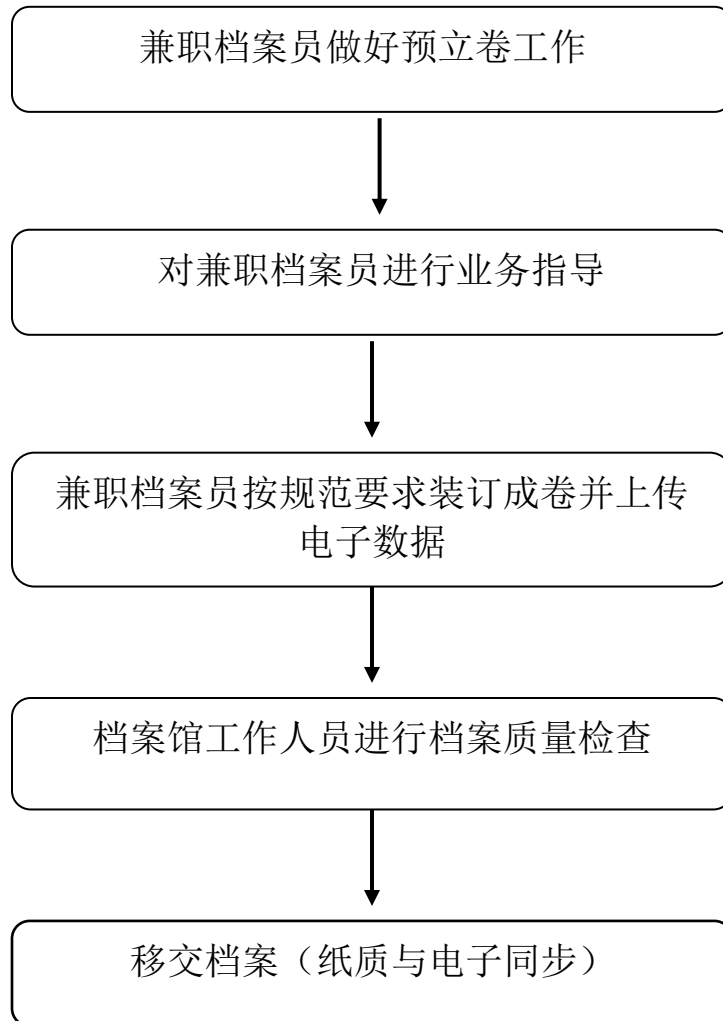 兼职档案员做好预立卷工作
对兼职档案员进行业务指导
兼职档案员按规范要求装订成卷并上传
电子数据
档案馆工作人员进行档案质量检查
移交档案（纸质与电子同步）